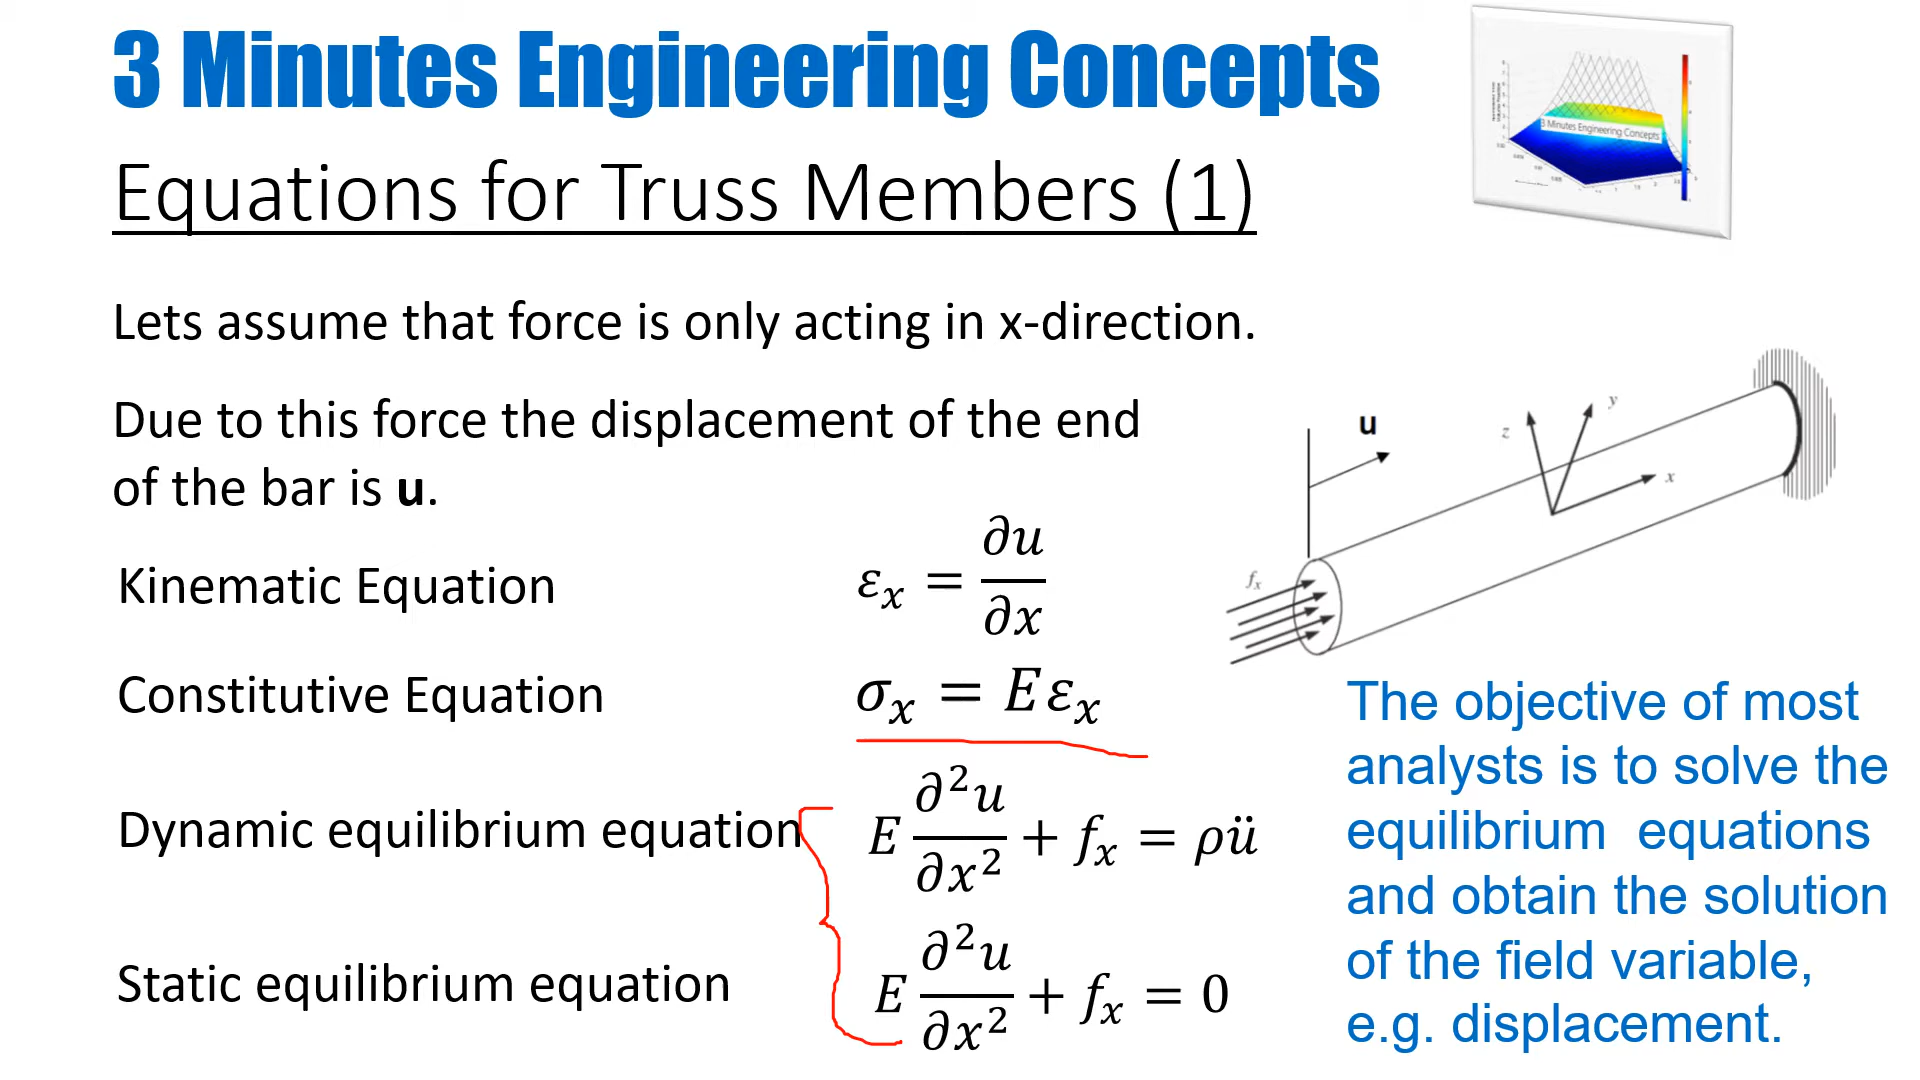 3 Minutes Engineering Concepts
3 Minutes Engineering Concepts
Equations for Truss Members (1)
Lets assume that force is only acting in x-direction.
Due to this force the displacement of the end
of the bar is u.
u
z
y
x
fₓ
Kinematic Equation εₓ = ∂u/∂x
Constitutive Equation σₓ = Eεₓ
Dynamic equilibrium equation E ∂²u/∂x² + fₓ = ρü
Static equilibrium equation E ∂²u/∂x² + fₓ = 0
The objective of most
analysts is to solve the
equilibrium equations
and obtain the solution
of the field variable,
e.g. displacement.